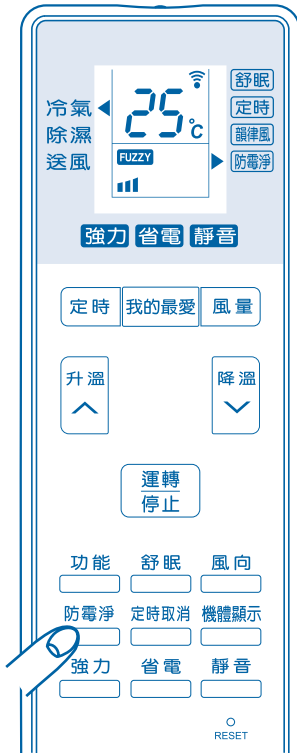 舒眠
冷氣 25℃ 定時
除濕 韻律風
送風 FUZZY 防霉淨
強力 省電 靜音
定時 我的最愛 風量
升溫 降溫
運轉
停止
功能 舒眠 風向
防霉淨 定時取消 機體顯示
強力 省電 靜音
RESET